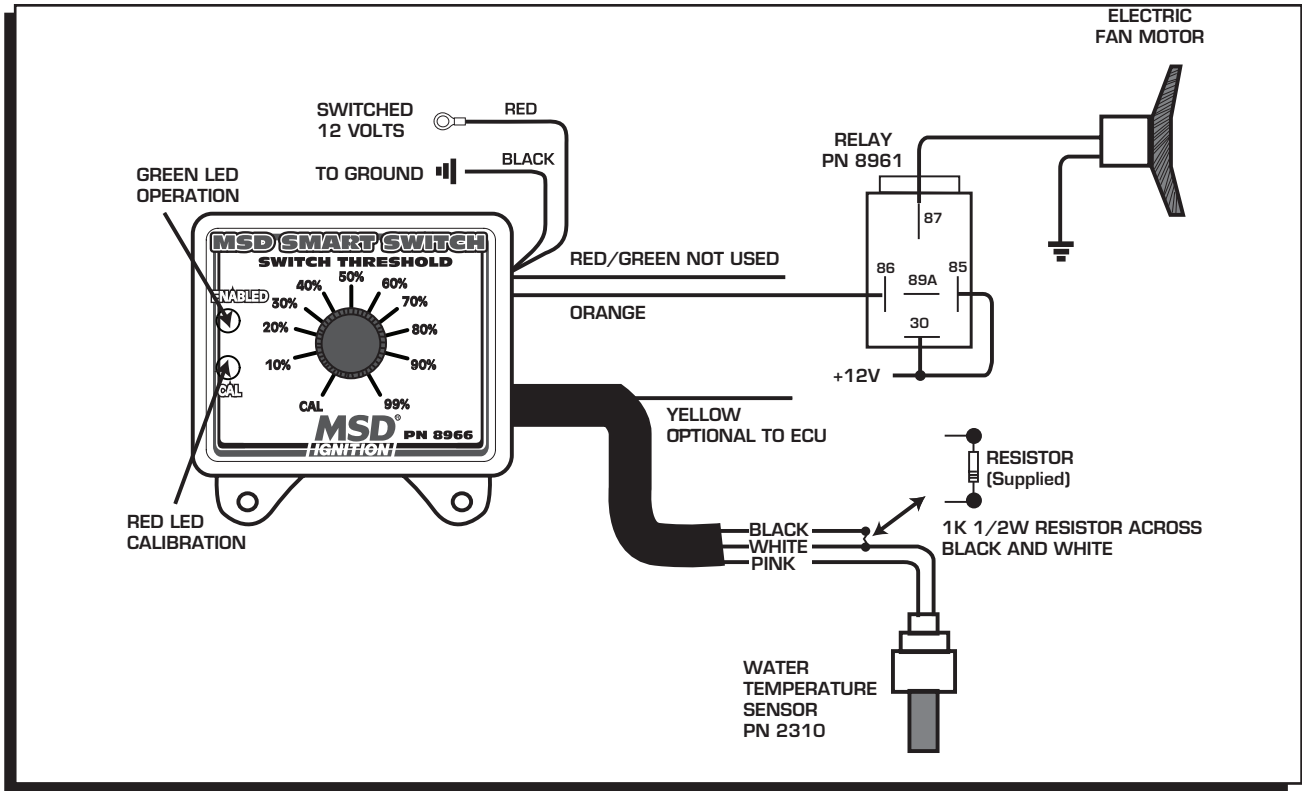 ELECTRIC
FAN MOTOR
SWITCHED
12 VOLTS
RED
TO GROUND
BLACK
RELAY
PN 8961
GREEN LED
OPERATION
87
86
89A
85
30
+12V
RED/GREEN NOT USED
ORANGE
MSD SMART SWITCH
SWITCH THRESHOLD
ENABLED
CAL
10%
20%
30%
40%
50%
60%
70%
80%
90%
99%
CAL
MSD®
IGNITION
PN 8966
YELLOW
OPTIONAL TO ECU
RESISTOR
(Supplied)
1K 1/2W RESISTOR ACROSS
BLACK AND WHITE
RED LED
CALIBRATION
BLACK
WHITE
PINK
WATER
TEMPERATURE
SENSOR
PN 2310